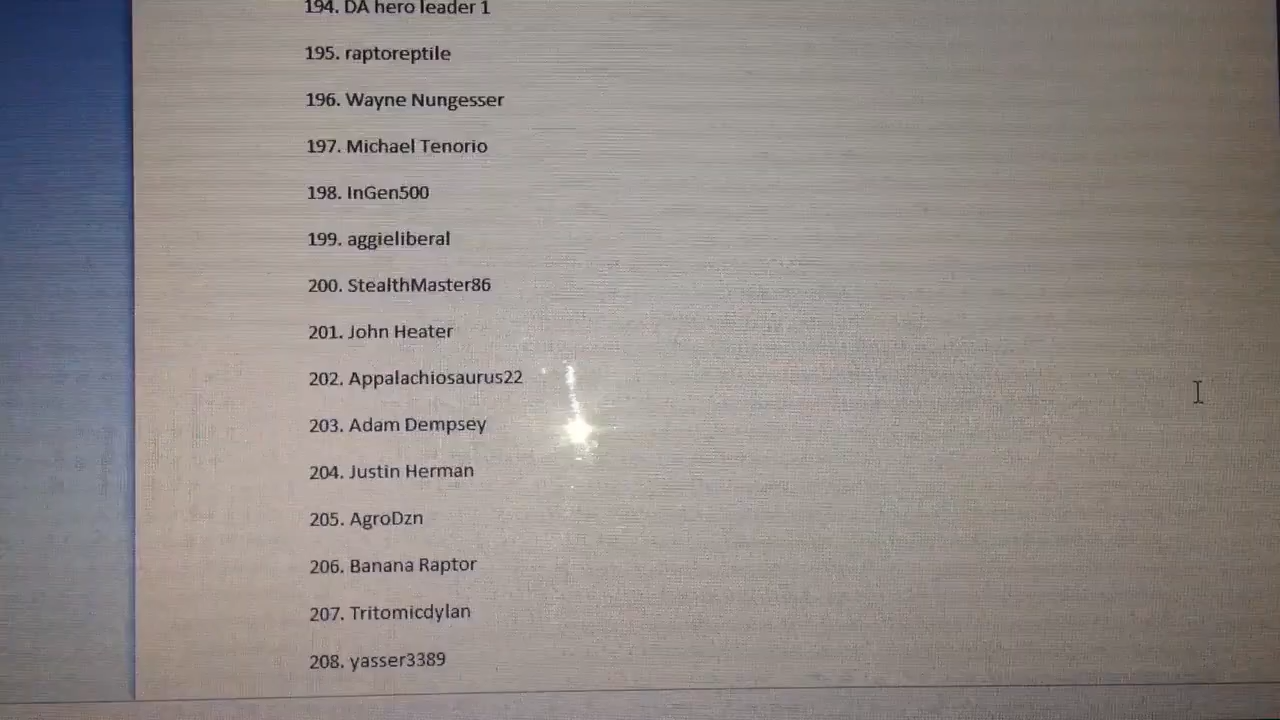 194. DA hero leader 1
195. raptoreptile
196. Wayne Nungesser
197. Michael Tenorio
198. InGen500
199. aggieliberal
200. StealthMaster86
201. John Heater
202. Appalachiosaurus22
203. Adam Dempsey
204. Justin Herman
205. AgroDzn
206. Banana Raptor
207. Tritomicdylan
208. yasser3389